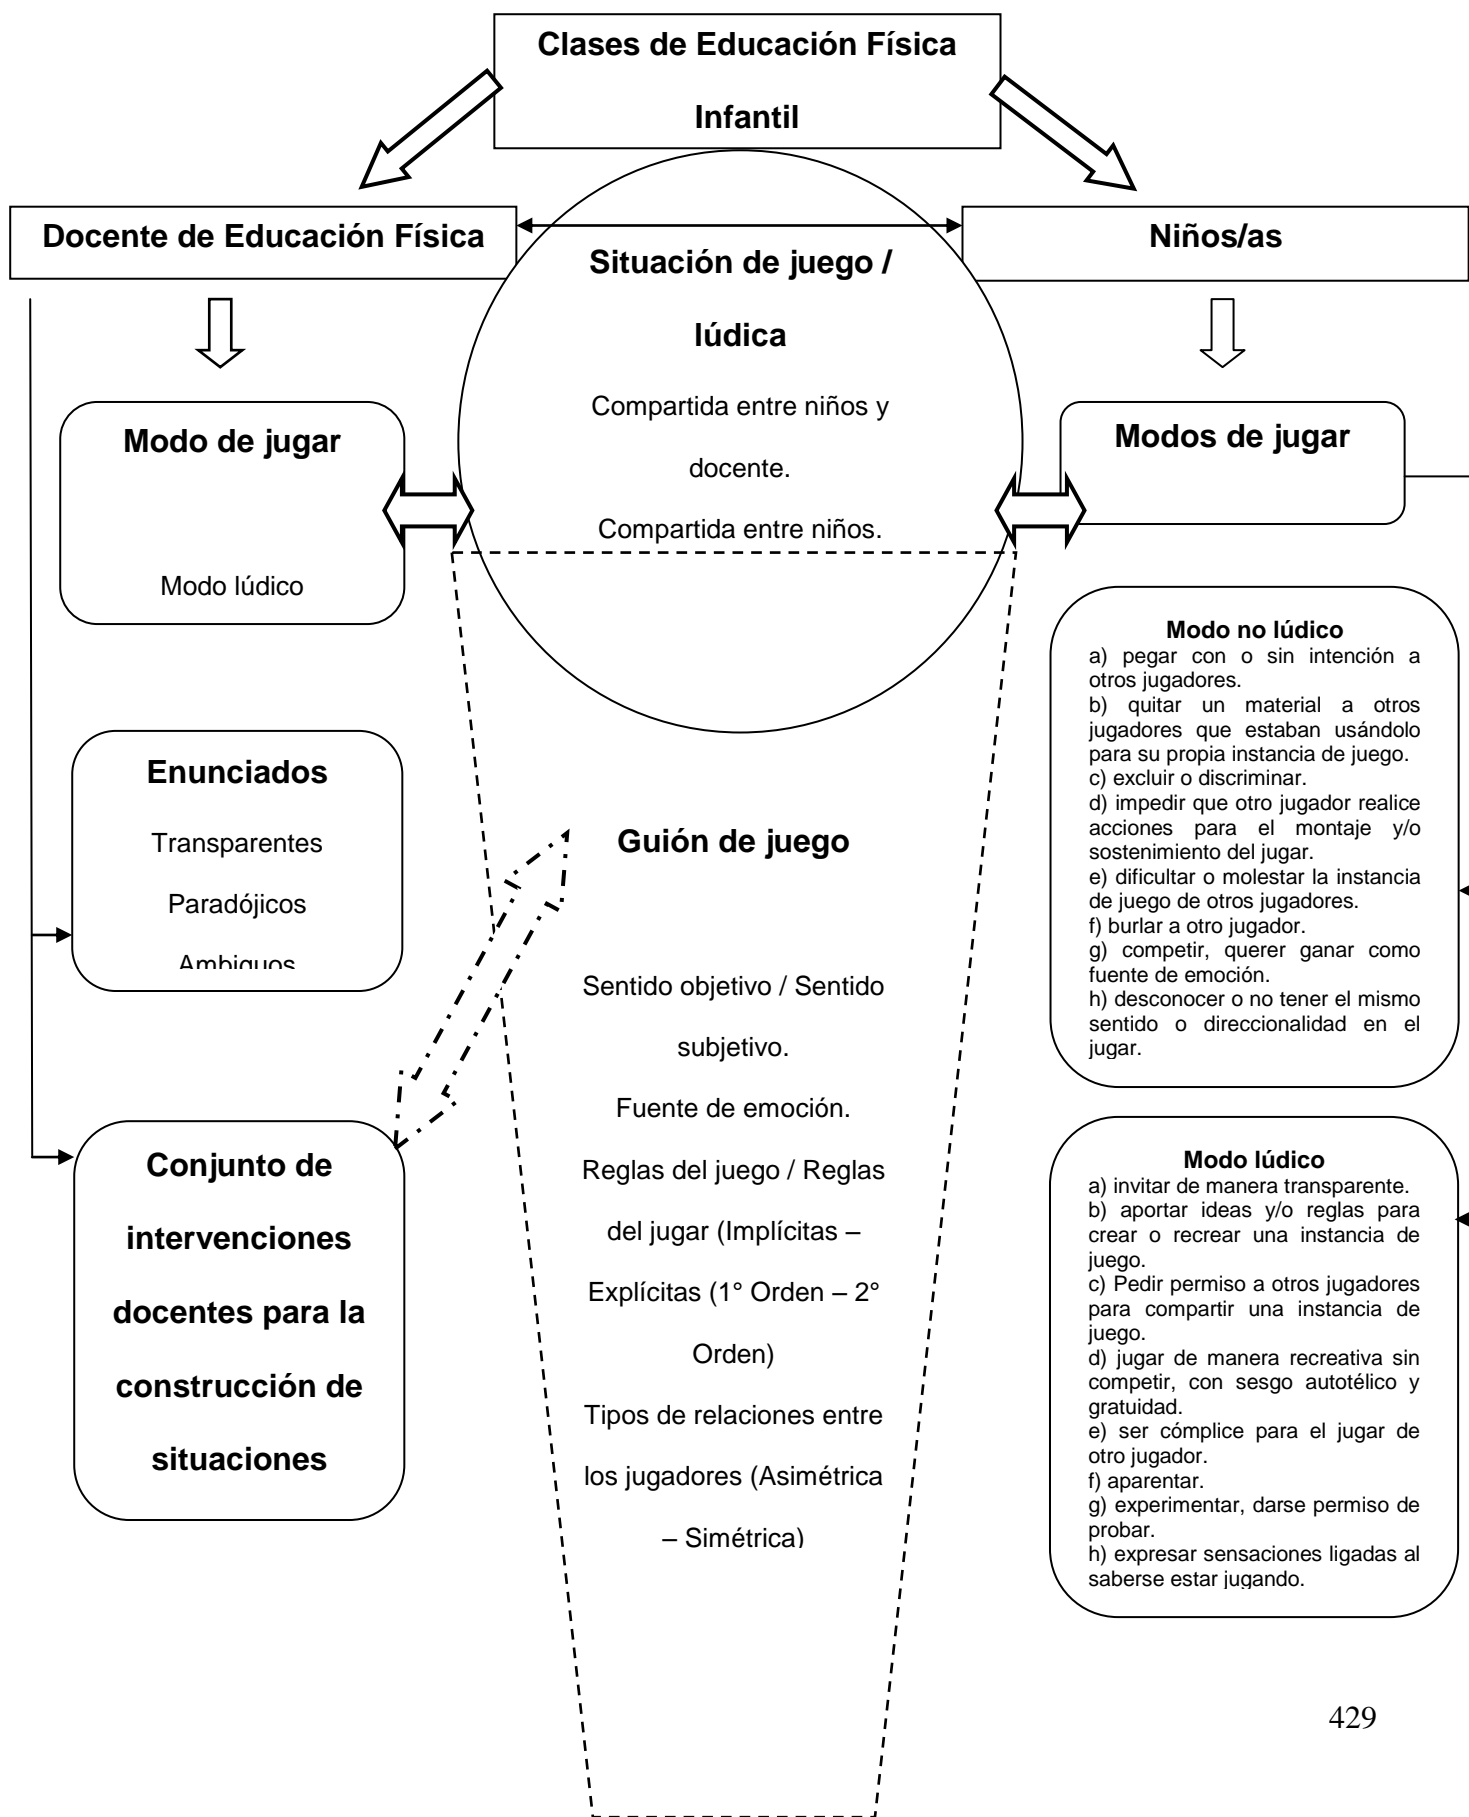 Clases de Educación Física
Infantil
Docente de Educación Física
Niños/as
Situación de juego /
lúdica
Compartida entre niños y
docente.
Compartida entre niños.
Modo de jugar
Modo lúdico
Modos de jugar
Enunciados
Transparentes
Paradójicos
Ambiguos
Conjunto de
intervenciones
docentes para la
construcción de
situaciones
Guión de juego
Sentido objetivo / Sentido
subjetivo.
Fuente de emoción.
Reglas del juego / Reglas
del jugar (Implícitas –
Explícitas (1° Orden – 2°
Orden)
Tipos de relaciones entre
los jugadores (Asimétrica
– Simétrica)
Modo no lúdico
a) pegar con o sin intención a
otros jugadores.
b) quitar un material a otros
jugadores que estaban usándolo
para su propia instancia de juego.
c) excluir o discriminar.
d) impedir que otro jugador realice
acciones para el montaje y/o
sostenimiento del jugar.
e) dificultar o molestar la instancia
de juego de otros jugadores.
f) burlar a otro jugador.
g) competir, querer ganar como
fuente de emoción.
h) desconocer o no tener el mismo
sentido o direccionalidad en el
jugar.
Modo lúdico
a) invitar de manera transparente.
b) aportar ideas y/o reglas para
crear o recrear una instancia de
juego.
c) Pedir permiso a otros jugadores
para compartir una instancia de
juego.
d) jugar de manera recreativa sin
competir, con sesgo autotélico y
gratuidad.
e) ser cómplice para el jugar de
otro jugador.
f) aparentar.
g) experimentar, darse permiso de
probar.
h) expresar sensaciones ligadas al
saberse estar jugando.
429